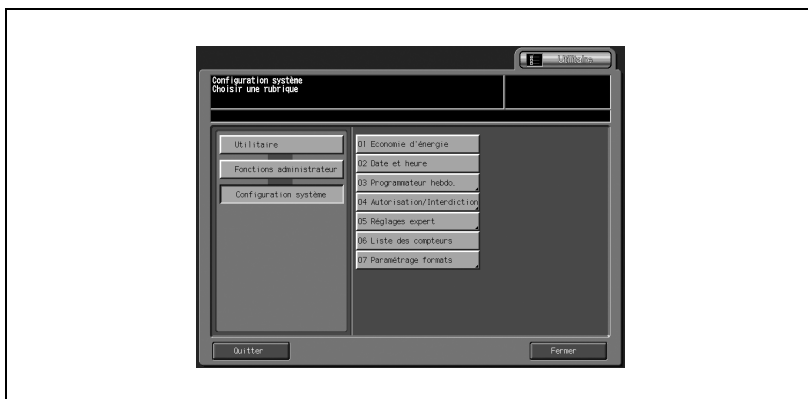 Utilitaire
Configuration système
Choisir une rubrique
Utilitaire
Fonctions administrateur
Configuration système
01 Economie d'énergie
02 Date et heure
03 Programmateur hebdo.
04 Autorisation/Interdiction
05 Réglages expert
06 Liste des compteurs
07 Paramétrage formats
Quitter
Fermer